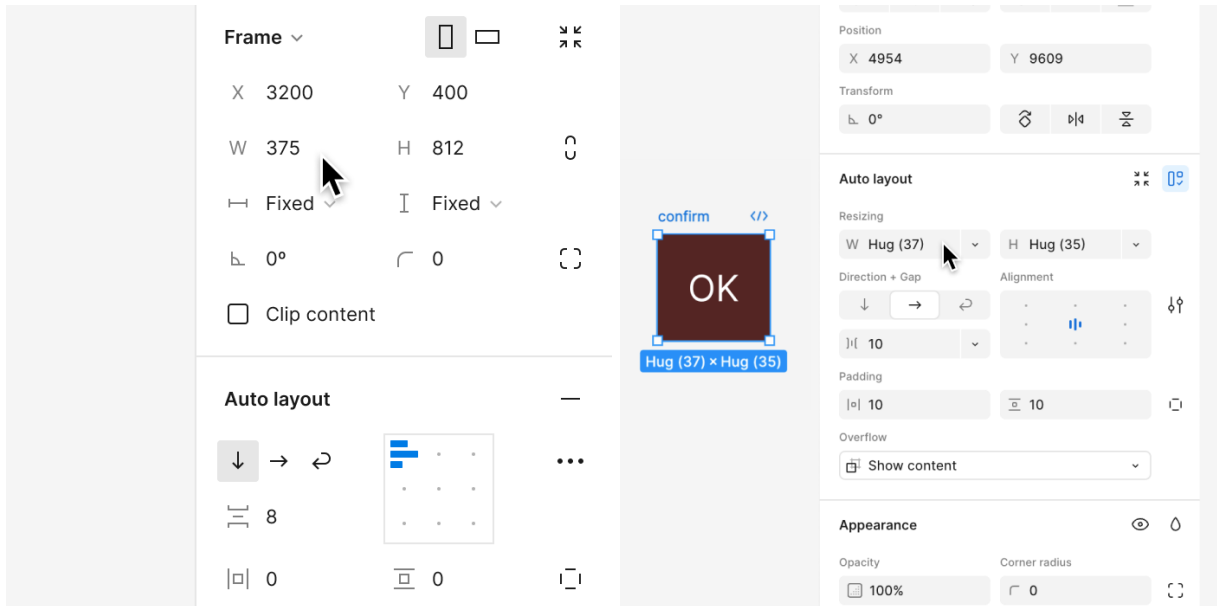 Frame
X 3200 Y 400
W 375 H 812
Fixed Fixed
0° 0
Clip content
Auto layout
8
0 0
confirm </>
OK
Hug (37) × Hug (35)
Position
X 4954 Y 9609
Transform
0°
Auto layout
Resizing
W Hug (37) H Hug (35)
Direction + Gap Alignment
10
Padding
10 10
Overflow
Show content
Appearance
Opacity Corner radius
100% 0